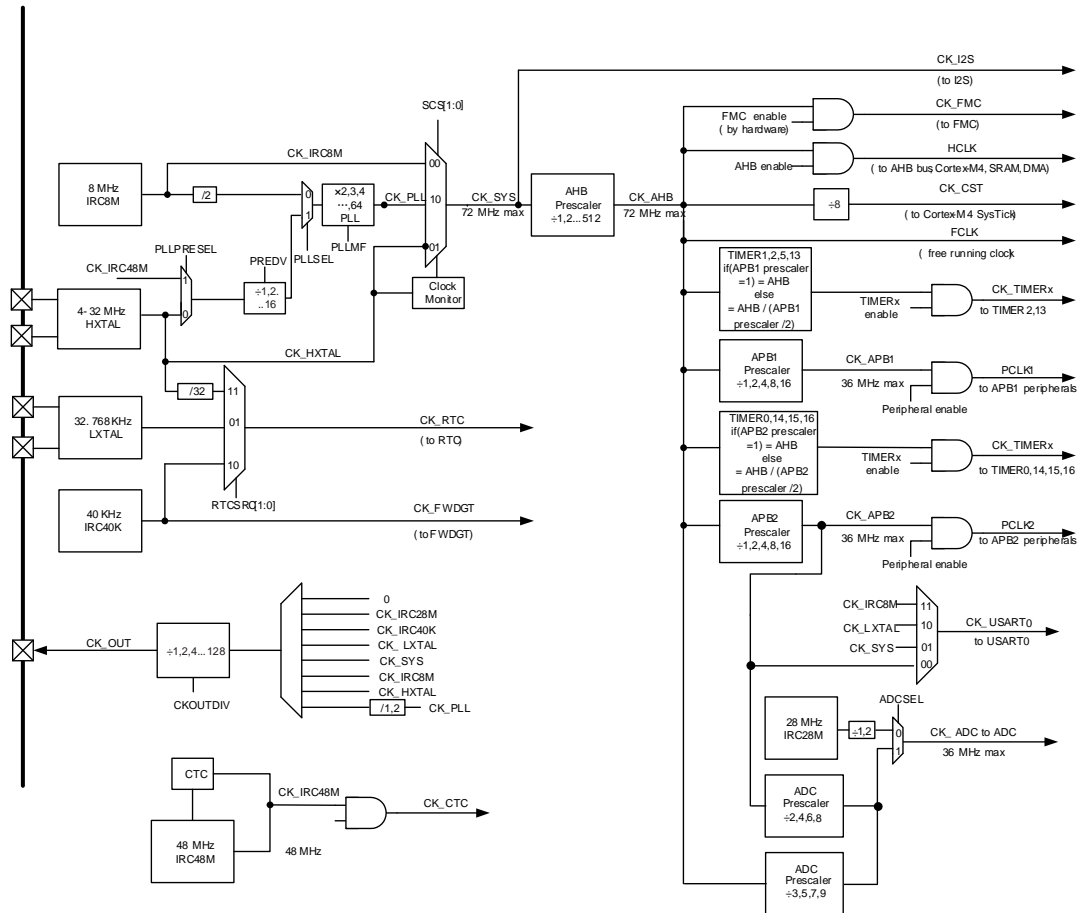 CK_I2S
(to I2S)
SCS[1:0]
FMC enable
( by hardware)
CK_FMC
(to FMC)
CK_IRC8M
00
AHB enable
HCLK
( to AHB bus,Cortex-M4, SRAM,DMA)
8 MHz
IRC8M
/2
0
1
×2,3,4
…,64
PLL
CK_PLL
10
CK_SYS
72 MHz max
AHB
Prescaler
÷1,2...512
CK_AHB
72 MHz max
÷8
CK_CST
( to Cortex-M4 SysTick)
PLLSEL
PLLMF
01
FCLK
( free running clock)
PLLPRESEL
CK_IRC48M
1
0
PREDV
÷1,2.
..16
Clock
Monitor
4-32 MHz
HXTAL
TIMER1,2,5,13
if(APB1 prescaler
=1) = AHB
else
= AHB / (APB1
prescaler /2)
TIMERx
enable
CK_TIMERx
to TIMER 2,13
CK_HXTAL
/32
11
01
10
APB1
Prescaler
÷1,2,4,8,16
CK_APB1
36 MHz max
Peripheral enable
PCLK1
to APB1 peripherals
32.768KHz
LXTAL
CK_RTC
(to RTC)
TIMER0,14,15,16
if(APB2 prescaler
=1) = AHB
else
= AHB / (APB2
prescaler /2)
TIMERx
enable
CK_TIMERx
to TIMER0,14,15,16
RTCSRC[1:0]
40 KHz
IRC40K
CK_FWDGT
( to FWDGT)
APB2
Prescaler
÷1,2,4,8,16
CK_APB2
36 MHz max
Peripheral enable
PCLK2
to APB2 peripherals
0
CK_IRC28M
CK_IRC40K
CK_LXTAL
CK_SYS
CK_IRC8M
CK_HXTAL
/1,2
CK_PLL
CK_OUT
÷1,2,4...128
CKOUTDIV
CK_IRC8M
11
CK_LXTAL
10
CK_SYS
01
00
CK_USART0
to USART0
ADCSEL
28 MHz
IRC28M
÷1,2
0
1
CK_ADC to ADC
36 MHz max
CTC
CK_IRC48M
CK_CTC
48 MHz
IRC48M
48 MHz
ADC
Prescaler
÷2,4,6,8
ADC
Prescaler
÷3,5,7,9